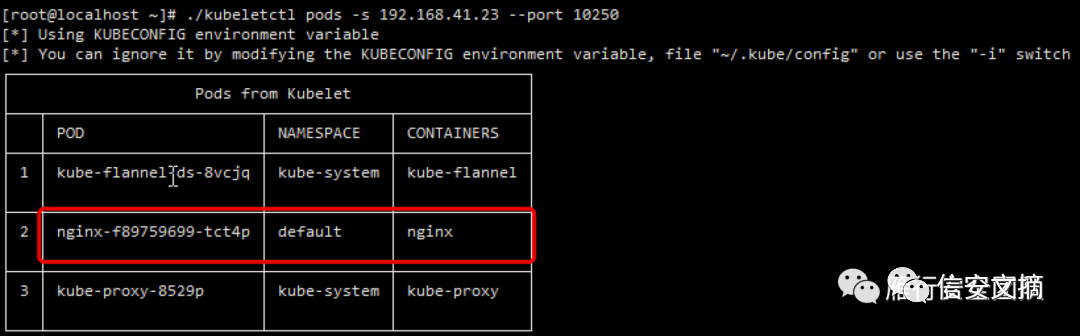 [root@localhost ~]# ./kubeletctl pods -s 192.168.41.23 --port 10250
[*] Using KUBECONFIG environment variable
[*] You can ignore it by modifying the KUBECONFIG environment variable, file "~/.kube/config" or use the "-i" switch
Pods from Kubelet
POD NAMESPACE CONTAINERS
1 kube-flannel-ds-8vcjq kube-system kube-flannel
2 nginx-f89759699-tct4p default nginx
3 kube-proxy-8529p kube-system kube-proxy
雁行信安文摘